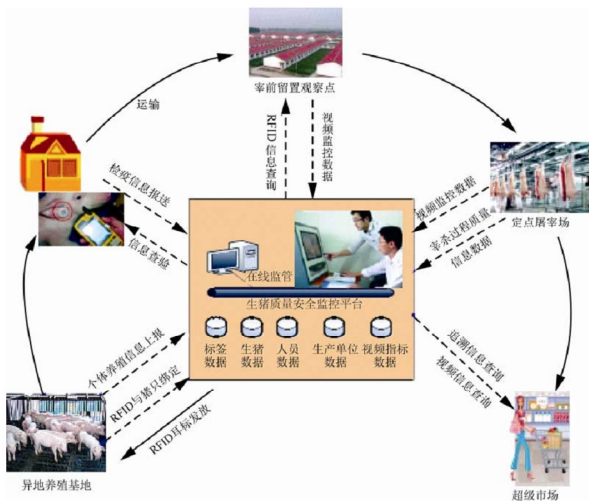 宰前留置观察点
运输
RFID 信息查询
视频监控数据
检疫信息报送
信息查验
视频监控数据
宰杀过程质量
信息数据
定点屠宰场
在线监管
生猪质量安全监控平台
标签
数据
生猪
数据
人员
数据
生产单位
数据
视频指标
数据
个体养殖信息上报
RFID与猪只绑定
RFID耳标发放
追溯信息查询
视频信息查询
异地养殖基地
超级市场